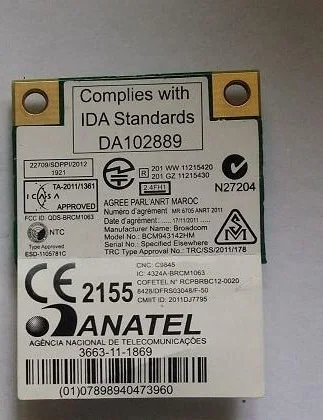 Complies with
IDA Standards
DA102889
22709/SDPPI/2012
1921
ICASA
TA-2011/1361
APPROVED
FCC ID: QDS-BRCM1063
NTC
Type Approved
ESD-1105781C
R 201 WW 11215420
201 GZ 11215430
2.4FH1
N27204
AGREE PAR L'ANRT MAROC
Numéro d'agrément MR 6705 ANRT 2011
Date d'agrément 17/11/2011
Manufacturer Name: Broadcom
Model No.: BCM943142HM
Serial No.: Specified Elsewhere
TRC Type Approval No.: TRC/SS/2011/178
CE 2155
CNC: C9845
IC: 4324A-BRCM1063
COFETEL N° RCPBRBC12-0020
8428/DFRS03048/F-50
CMIIT ID: 2011DJ7795
ANATEL
AGÊNCIA NACIONAL DE TELECOMUNICAÇÕES
3663-11-1869
(01)07898940473960